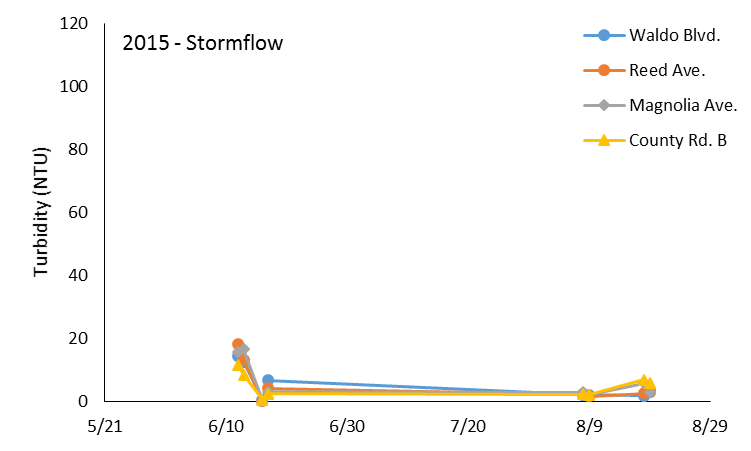 2015 - Stormflow
Waldo Blvd.
Reed Ave.
Magnolia Ave.
County Rd. B
Turbidity (NTU)
120
100
80
60
40
20
0
5/21 6/10 6/30 7/20 8/9 8/29